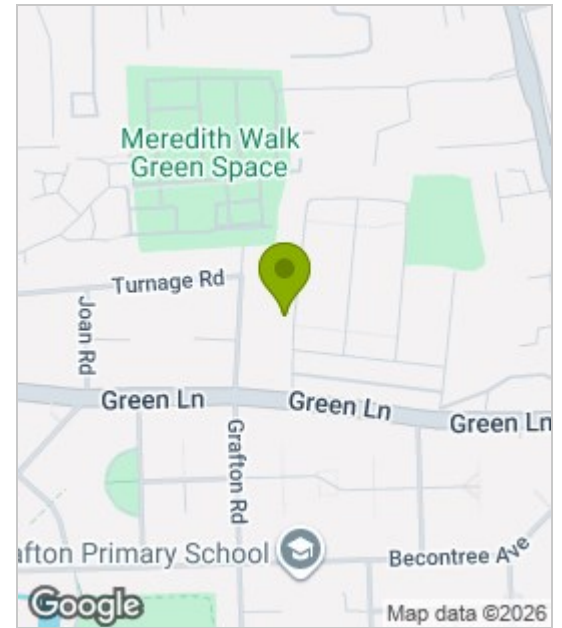 Meredith Walk
Green Space
Turnage Rd
Joan Rd
Green Ln
Green Ln
Green Ln
Grafton Rd
afton Primary School
Becontree Ave
Google
Map data ©2026